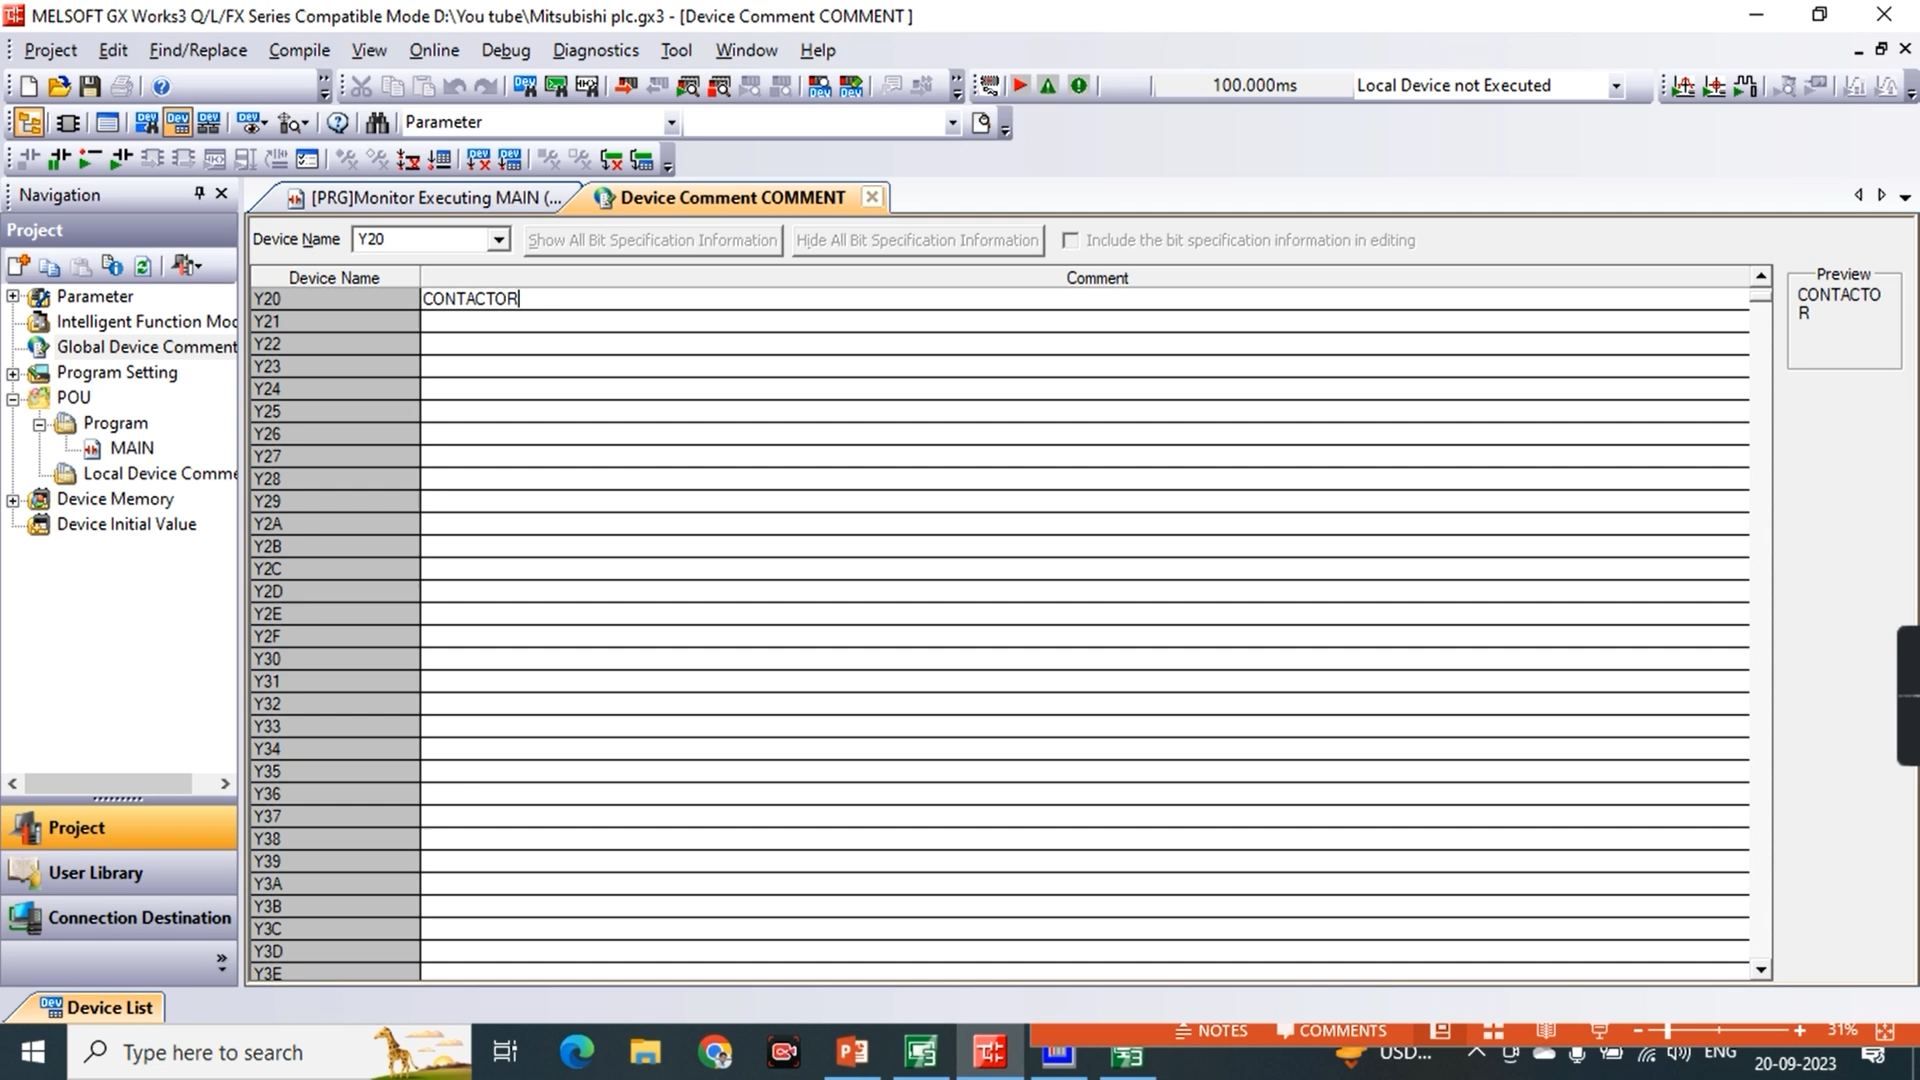 MELSOFT GX Works3 Q/L/FX Series Compatible Mode D:\You tube\Mitsubishi plc.gx3 - [Device Comment COMMENT ]
Project Edit Find/Replace Compile View Online Debug Diagnostics Tool Window Help
100.000ms Local Device not Executed
Parameter
Navigation
[PRG]Monitor Executing MAIN (... Device Comment COMMENT
Project
Device Name Y20 Show All Bit Specification Information Hide All Bit Specification Information Include the bit specification information in editing
Device Name Comment
Preview
CONTACTO
R
Parameter
Intelligent Function Moc
Global Device Comment
Program Setting
POU
Program
MAIN
Local Device Comme
Device Memory
Device Initial Value
Y20 CONTACTOR
Y21
Y22
Y23
Y24
Y25
Y26
Y27
Y28
Y29
Y2A
Y2B
Y2C
Y2D
Y2E
Y2F
Y30
Y31
Y32
Y33
Y34
Y35
Y36
Y37
Y38
Y39
Y3A
Y3B
Y3C
Y3D
Y3E
Project
User Library
Connection Destination
Device List
NOTES COMMENTS 31%
Type here to search
USD... ENG
20-09-2023